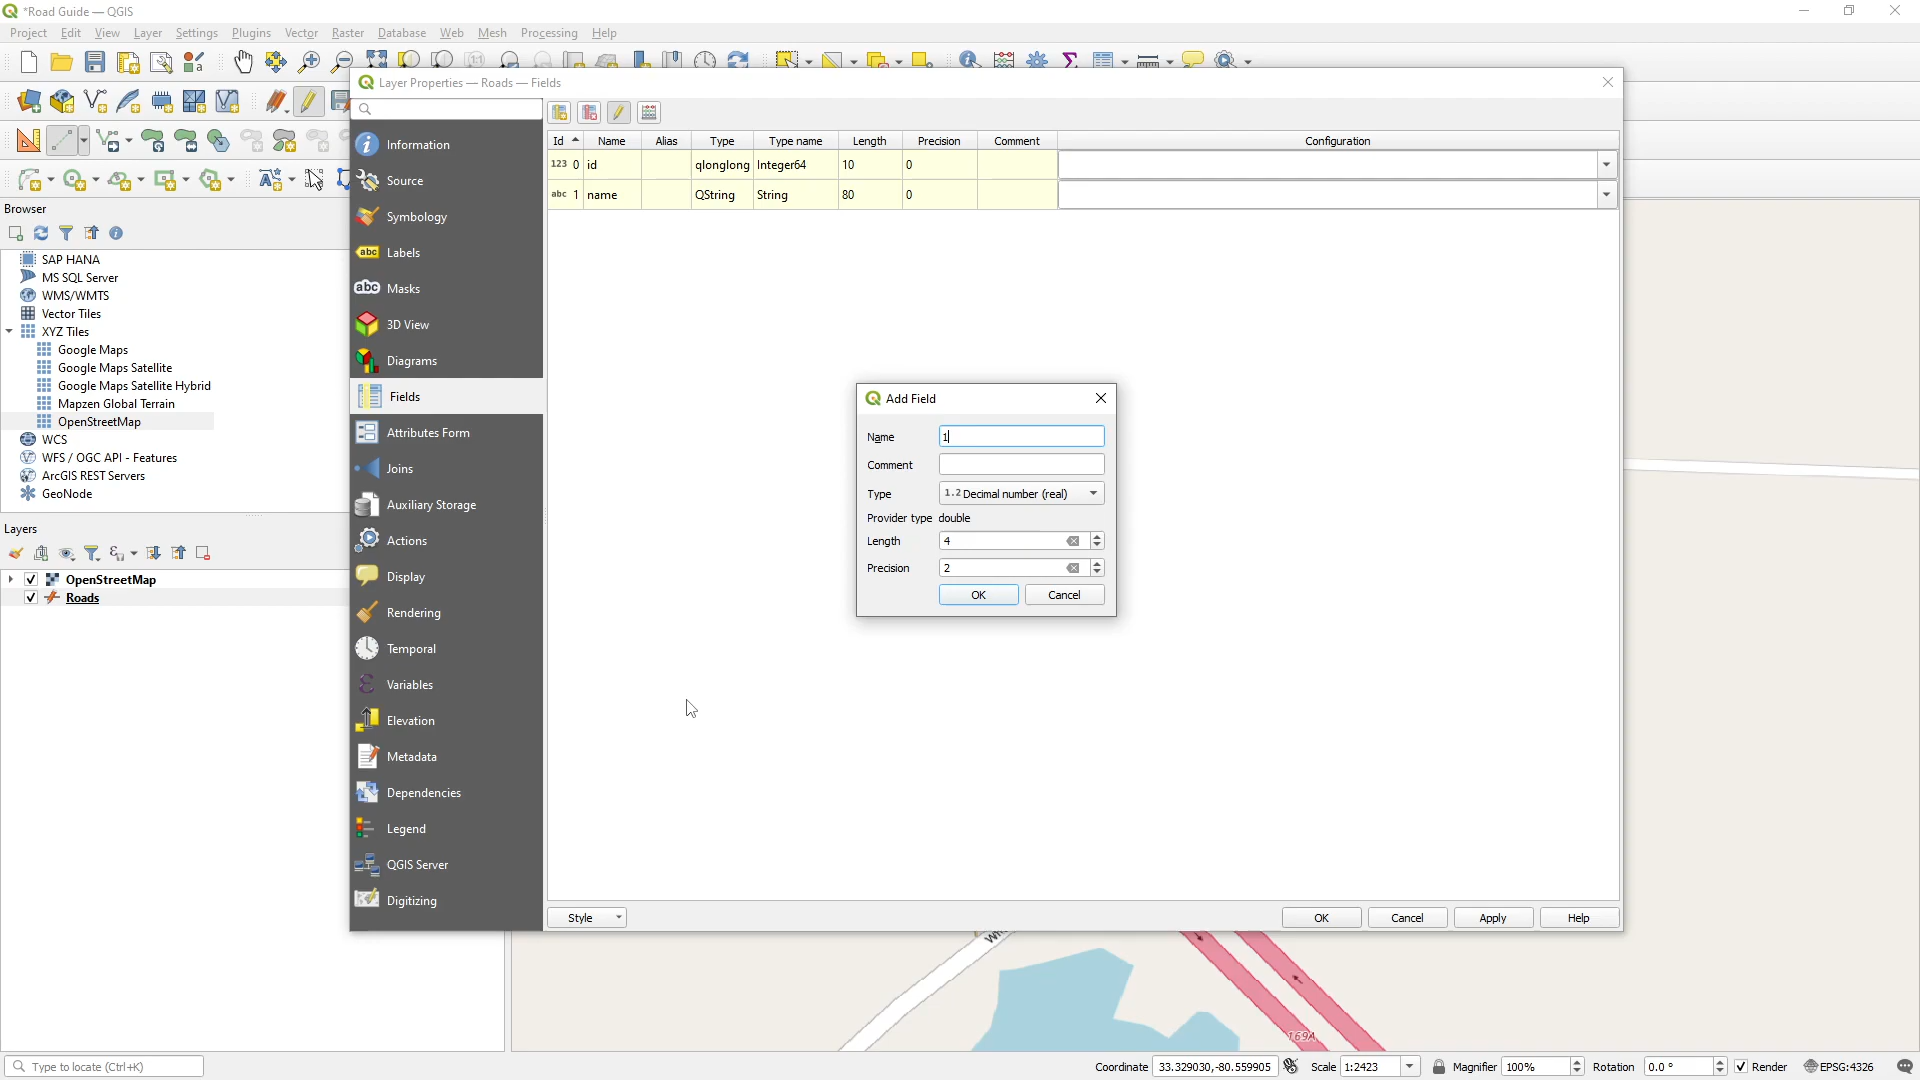 *Road Guide — QGIS
Project Edit View Layer Settings Plugins Vector Raster Database Web Mesh Processing Help
Layer Properties — Roads — Fields
Id Name Alias Type Type name Length Precision Comment Configuration
123 0 id qlonglong Integer64 10 0
abc 1 name QString String 80 0
Information
Source
Symbology
abc Labels
abc Masks
3D View
Diagrams
Fields
Attributes Form
Joins
Auxiliary Storage
Actions
Display
Rendering
Temporal
Variables
Elevation
Metadata
Dependencies
Legend
QGIS Server
Digitizing
Browser
SAP HANA
MS SQL Server
WMS/WMTS
Vector Tiles
XYZ Tiles
Google Maps
Google Maps Satellite
Google Maps Satellite Hybrid
Mapzen Global Terrain
OpenStreetMap
WCS
WFS / OGC API - Features
ArcGIS REST Servers
GeoNode
Layers
OpenStreetMap
Roads
Add Field
Name 1
Comment
Type 1.2 Decimal number (real)
Provider type double
Length 4
Precision 2
OK Cancel
Style OK Cancel Apply Help
169A
Type to locate (Ctrl+K) Coordinate 33.329030,-80.559905 Scale 1:2423 Magnifier 100% Rotation 0.0 ° Render EPSG:4326